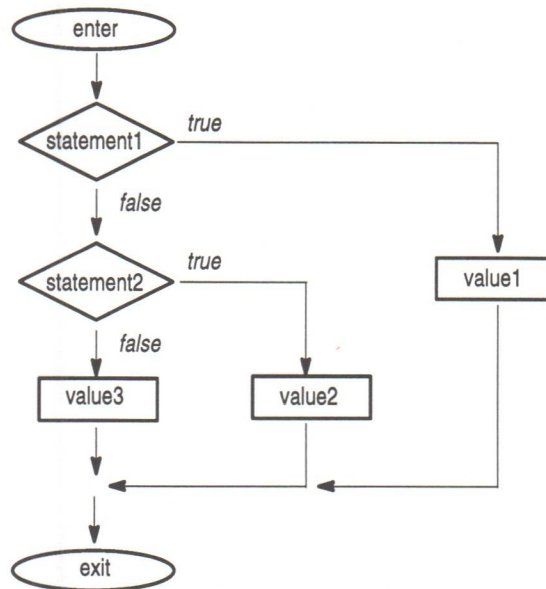 enter
statement1
true
false
statement2
true
value1
false
value3
value2
exit